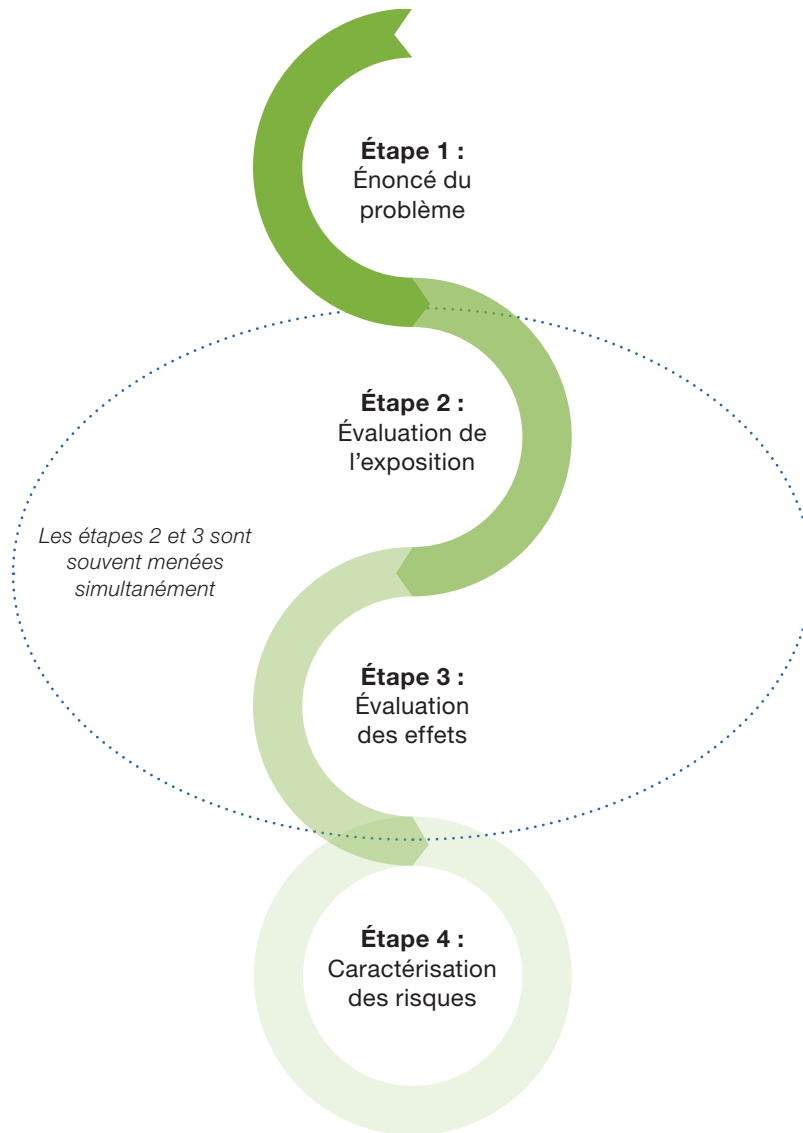 Étape 1 :
Énoncé du
problème
Étape 2 :
Évaluation de
l’exposition
Les étapes 2 et 3 sont
souvent menées
simultanément
Étape 3 :
Évaluation
des effets
Étape 4 :
Caractérisation
des risques